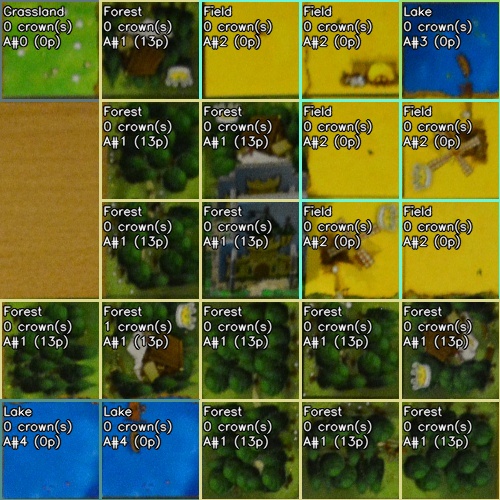 Grassland
0 crown(s)
A#0 (0p)
Forest
0 crown(s)
A#1 (13p)
Field
0 crown(s)
A#2 (0p)
Field
0 crown(s)
A#2 (0p)
Lake
0 crown(s)
A#3 (0p)
Forest
0 crown(s)
A#1 (13p)
Forest
0 crown(s)
A#1 (13p)
Field
0 crown(s)
A#2 (0p)
Field
0 crown(s)
A#2 (0p)
Forest
0 crown(s)
A#1 (13p)
Forest
0 crown(s)
A#1 (13p)
Field
0 crown(s)
A#2 (0p)
Field
0 crown(s)
A#2 (0p)
Forest
0 crown(s)
A#1 (13p)
Forest
1 crown(s)
A#1 (13p)
Forest
0 crown(s)
A#1 (13p)
Forest
0 crown(s)
A#1 (13p)
Forest
0 crown(s)
A#1 (13p)
Lake
0 crown(s)
A#4 (0p)
Lake
0 crown(s)
A#4 (0p)
Forest
0 crown(s)
A#1 (13p)
Forest
0 crown(s)
A#1 (13p)
Forest
0 crown(s)
A#1 (13p)